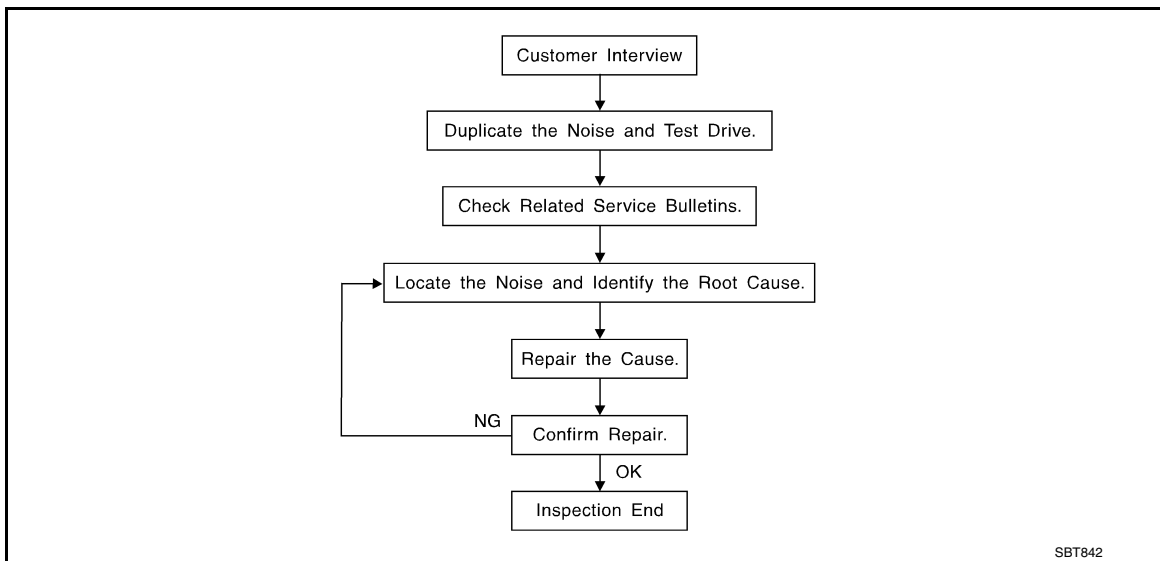 Customer Interview
Duplicate the Noise and Test Drive.
Check Related Service Bulletins.
Locate the Noise and Identify the Root Cause.
Repair the Cause.
NG
Confirm Repair.
OK
Inspection End
SBT842